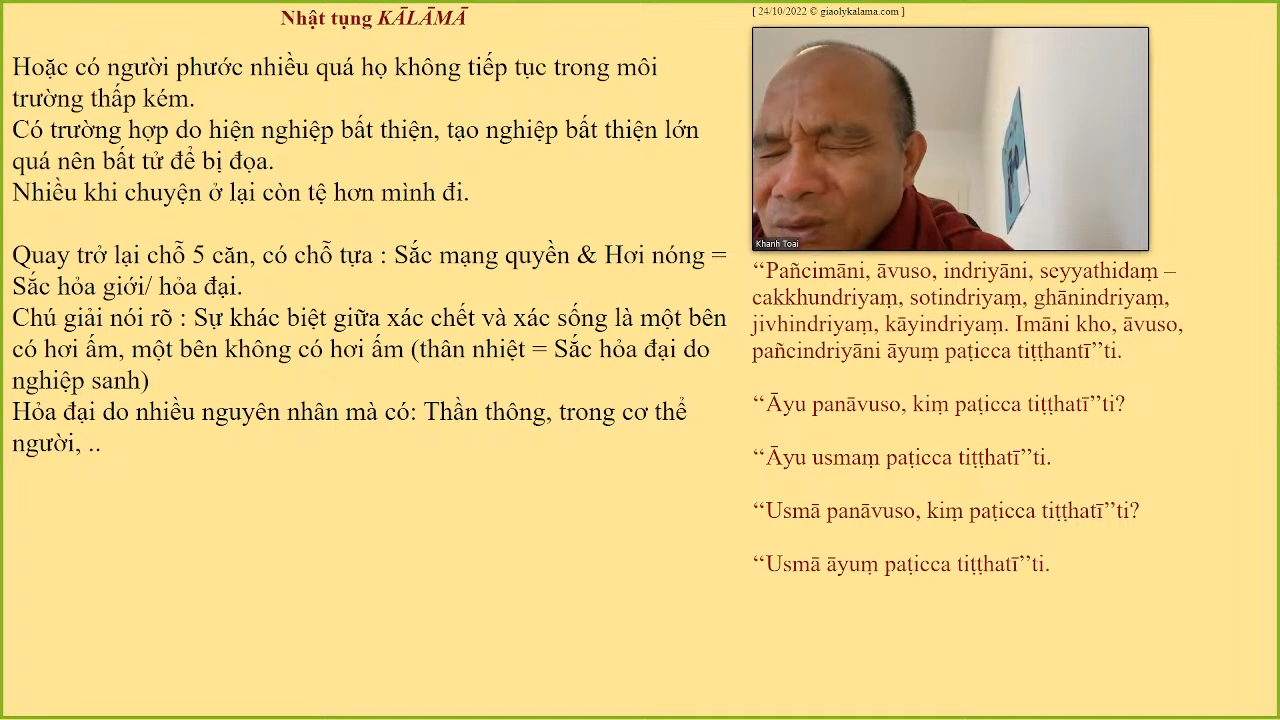 Nhật tụng KĀLĀMĀ
Hoặc có người phước nhiều quá họ không tiếp tục trong môi
trường thấp kém.
Có trường hợp do hiện nghiệp bất thiện, tạo nghiệp bất thiện lớn
quá nên bất tử để bị đọa.
Nhiều khi chuyện ở lại còn tệ hơn mình đi.
Quay trở lại chỗ 5 căn, có chỗ tựa : Sắc mạng quyền & Hơi nóng =
Sắc hỏa giới/ hỏa đại.
Chú giải nói rõ : Sự khác biệt giữa xác chết và xác sống là một bên
có hơi ấm, một bên không có hơi ấm (thân nhiệt = Sắc hỏa đại do
nghiệp sanh)
Hỏa đại do nhiều nguyên nhân mà có: Thần thông, trong cơ thể
người, ..
[ 24/10/2022 © giaolykalama.com ]
Khanh Toai
“Pañcimāni, āvuso, indriyāni, seyyathidaṃ –
cakkhundriyaṃ, sotindriyaṃ, ghānindriyaṃ,
jivhindriyaṃ, kāyindriyaṃ. Imāni kho, āvuso,
pañcindriyāni āyuṃ paṭicca tiṭṭhantī”ti.
“Āyu panāvuso, kiṃ paṭicca tiṭṭhatī”ti?
“Āyu usmaṃ paṭicca tiṭṭhatī”ti.
“Usmā panāvuso, kiṃ paṭicca tiṭṭhatī”ti?
“Usmā āyuṃ paṭicca tiṭṭhatī”ti.